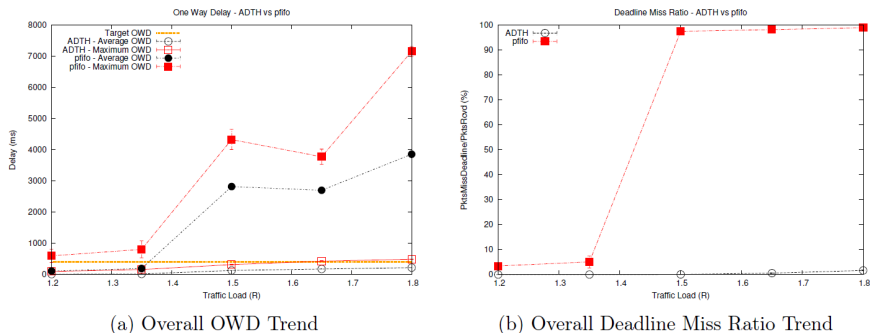 One Way Delay - ADTH vs pfifo
Target OWD
ADTH - Average OWD
ADTH - Maximum OWD
pfifo - Average OWD
pfifo - Maximum OWD
8000
7000
6000
5000
4000
3000
2000
1000
0
Delay (ms)
1.2 1.3 1.4 1.5 1.6 1.7 1.8
Traffic Load (R)
(a) Overall OWD Trend
Deadline Miss Ratio Trend - ADTH vs pfifo
ADTH
pfifo
100
90
80
70
60
50
40
30
20
10
0
PktsMissDeadline/PktsRcvd (%)
1.2 1.3 1.4 1.5 1.6 1.7 1.8
Traffic Load (R)
(b) Overall Deadline Miss Ratio Trend